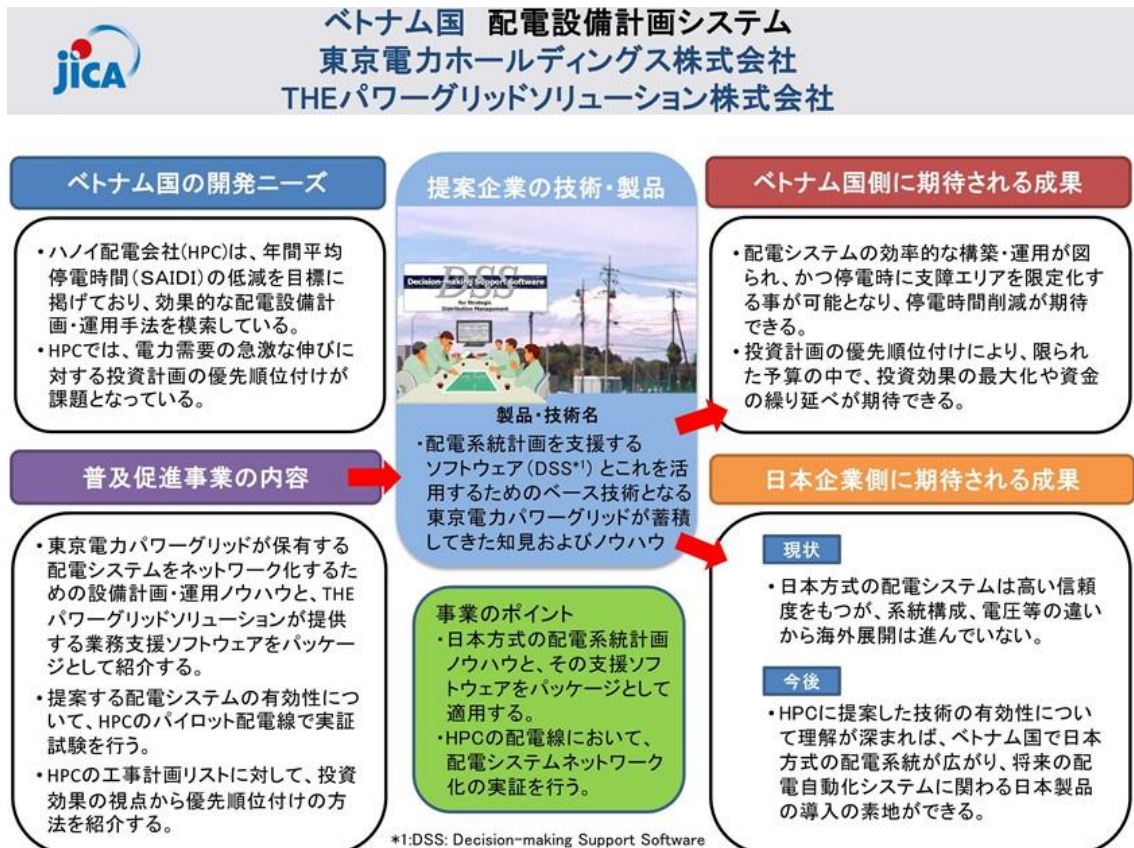 jICA
ベトナム国 配電設備計画システム
東京電力ホールディングス株式会社
THEパワーグリッドソリューション株式会社
ベトナム国の開発ニーズ
・ハノイ配電会社(HPC)は、年間平均
停電時間(SAIDI)の低減を目標に
掲げており、効果的な配電設備計
画・運用手法を模索している。
・HPCでは、電力需要の急激な伸びに
対する投資計画の優先順位付けが
課題となっている。
普及促進事業の内容
・東京電力パワーグリッドが保有する
配電システムをネットワーク化するた
めの設備計画・運用ノウハウと、THE
パワーグリッドソリューションが提供
する業務支援ソフトウェアをパッケー
ジとして紹介する。
・提案する配電システムの有効性につ
いて、HPCのパイロット配電線で実証
試験を行う。
・HPCの工事計画リストに対して、投資
効果の視点から優先順位付けの方
法を紹介する。
提案企業の技術・製品
DSS
Decision-making Support Software
for Strategic
Distribution Management
製品・技術名
・配電系統計画を支援する
ソフトウェア(DSS*1)とこれを活
用するためのベース技術となる
東京電力パワーグリッドが蓄積
してきた知見およびノウハウ
事業のポイント
・日本方式の配電系統計画
ノウハウと、その支援ソフ
トウェアをパッケージとして
適用する。
・HPCの配電線において、
配電システムネットワーク
化の実証を行う。
*1:DSS: Decision-making Support Software
ベトナム国側に期待される成果
・配電システムの効率的な構築・運用が図
られ、かつ停電時に支障エリアを限定化す
る事が可能となり、停電時間削減が期待
できる。
・投資計画の優先順位付けにより、限られ
た予算の中で、投資効果の最大化や資金
の繰り延べが期待できる。
日本企業側に期待される成果
現状
・日本方式の配電システムは高い信頼
度をもつが、系統構成、電圧等の違い
から海外展開は進んでいない。
今後
・HPCに提案した技術の有効性につい
て理解が深まれば、ベトナム国で日本
方式の配電系統が広がり、将来の配
電自動化システムに関わる日本製品
の導入の素地ができる。